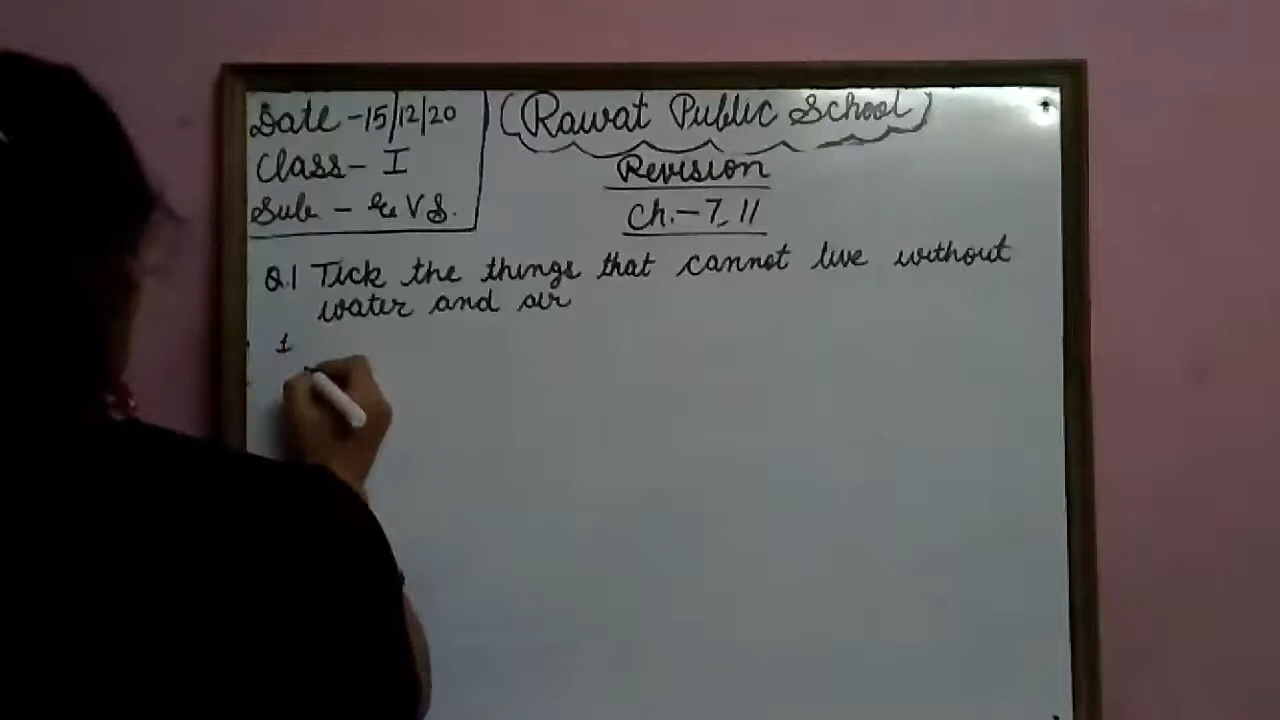 Date - 15/12/20
Class - I
Sub - EVS.
(Rawat Public School)
Revision
Ch. - 7, 11
Q.1 Tick the things that cannot live without
water and air
1